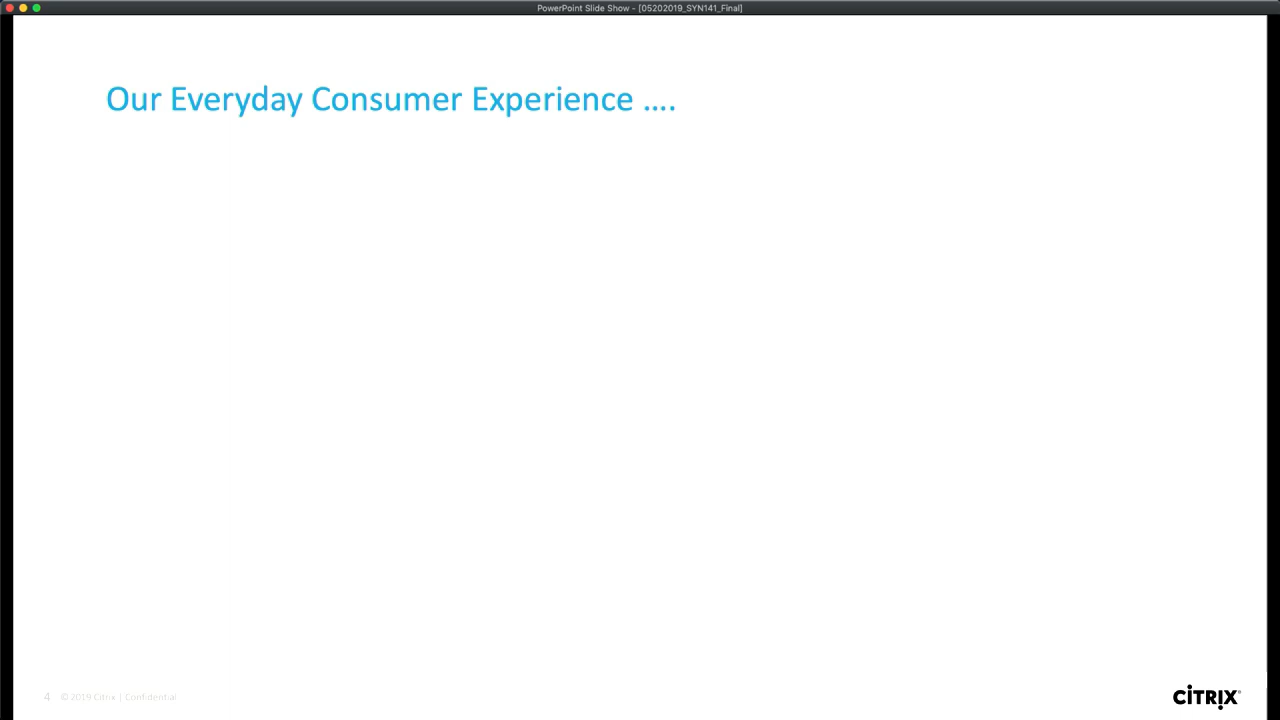 PowerPoint Slide Show - [05202019_SYN141_Final]
Our Everyday Consumer Experience ....
4 © 2019 Citrix | Confidential
CITRIX